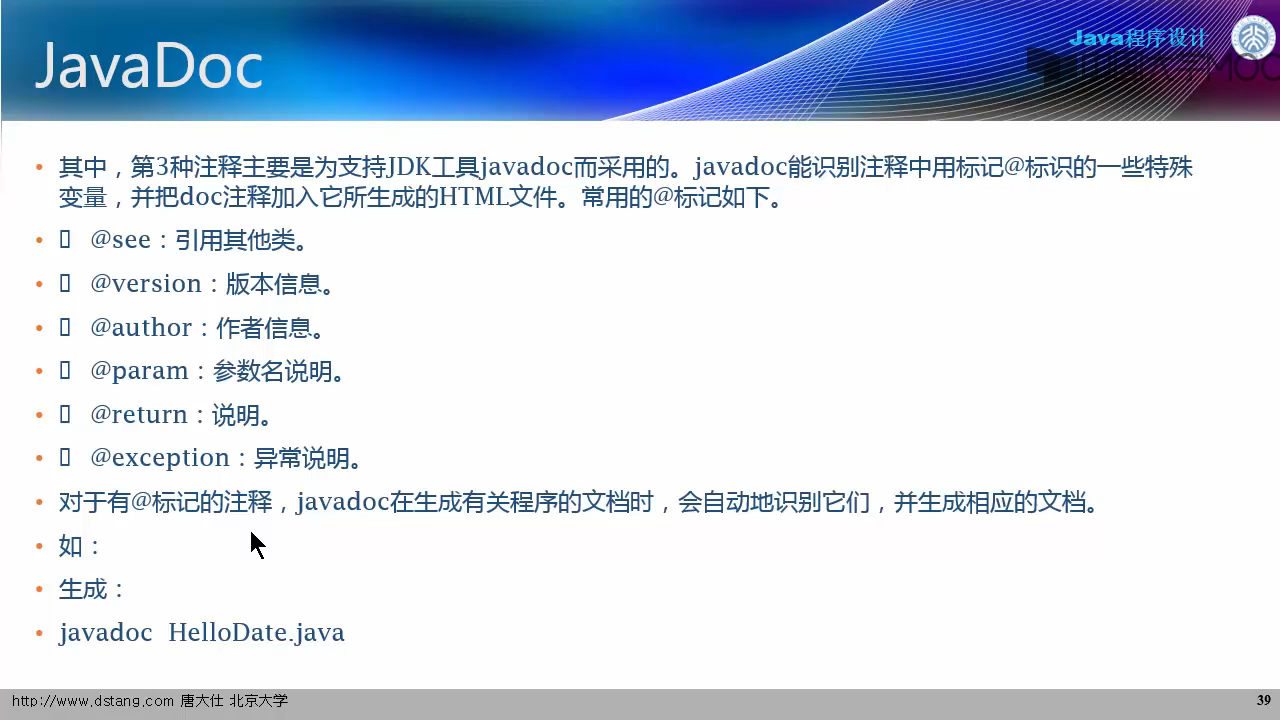 Java程序设计
JavaDoc
• 其中，第3种注释主要是为支持JDK工具javadoc而采用的。javadoc能识别注释中用标记@标识的一些特殊
变量，并把doc注释加入它所生成的HTML文件。常用的@标记如下。
• @see：引用其他类。
• @version：版本信息。
• @author：作者信息。
• @param：参数名说明。
• @return：说明。
• @exception：异常说明。
• 对于有@标记的注释，javadoc在生成有关程序的文档时，会自动地识别它们，并生成相应的文档。
• 如：
• 生成：
• javadoc HelloDate.java
http://www.dstang.com 唐大仕 北京大学
39